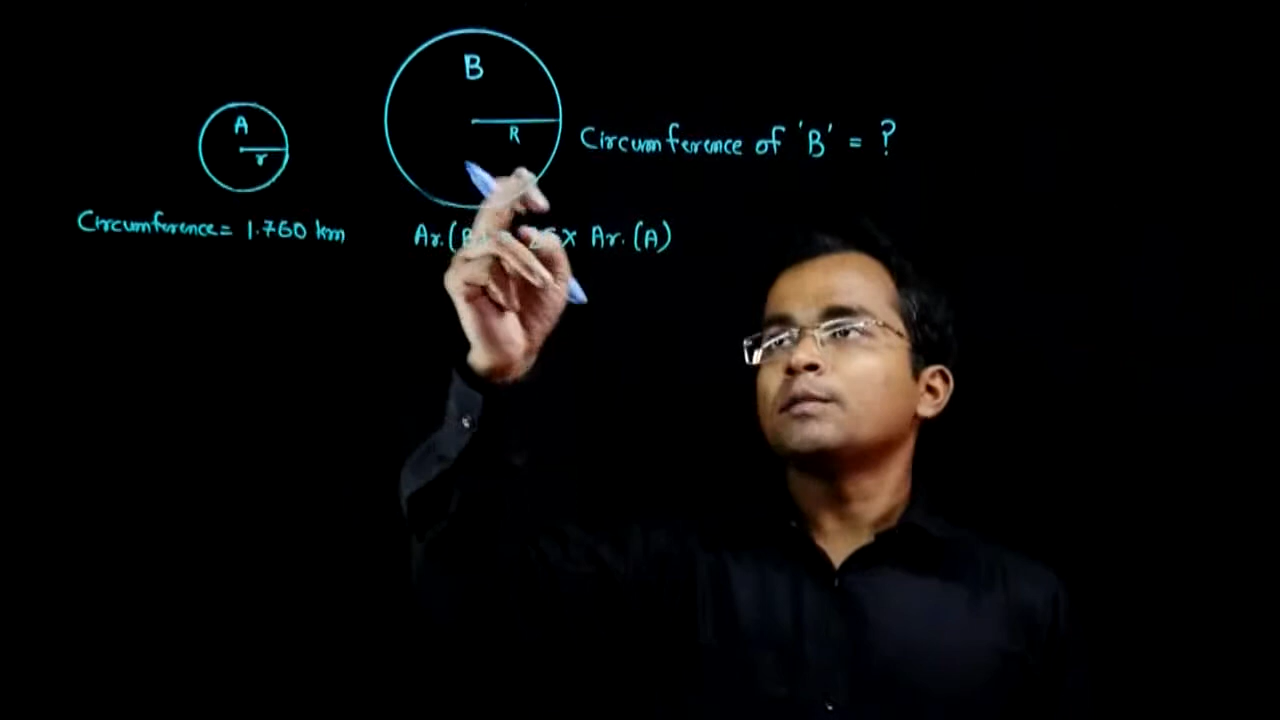 B
A
R
r
Circumference of 'B' = ?
Circumference = 1.760 km
Ar.(B × Ar.(A)